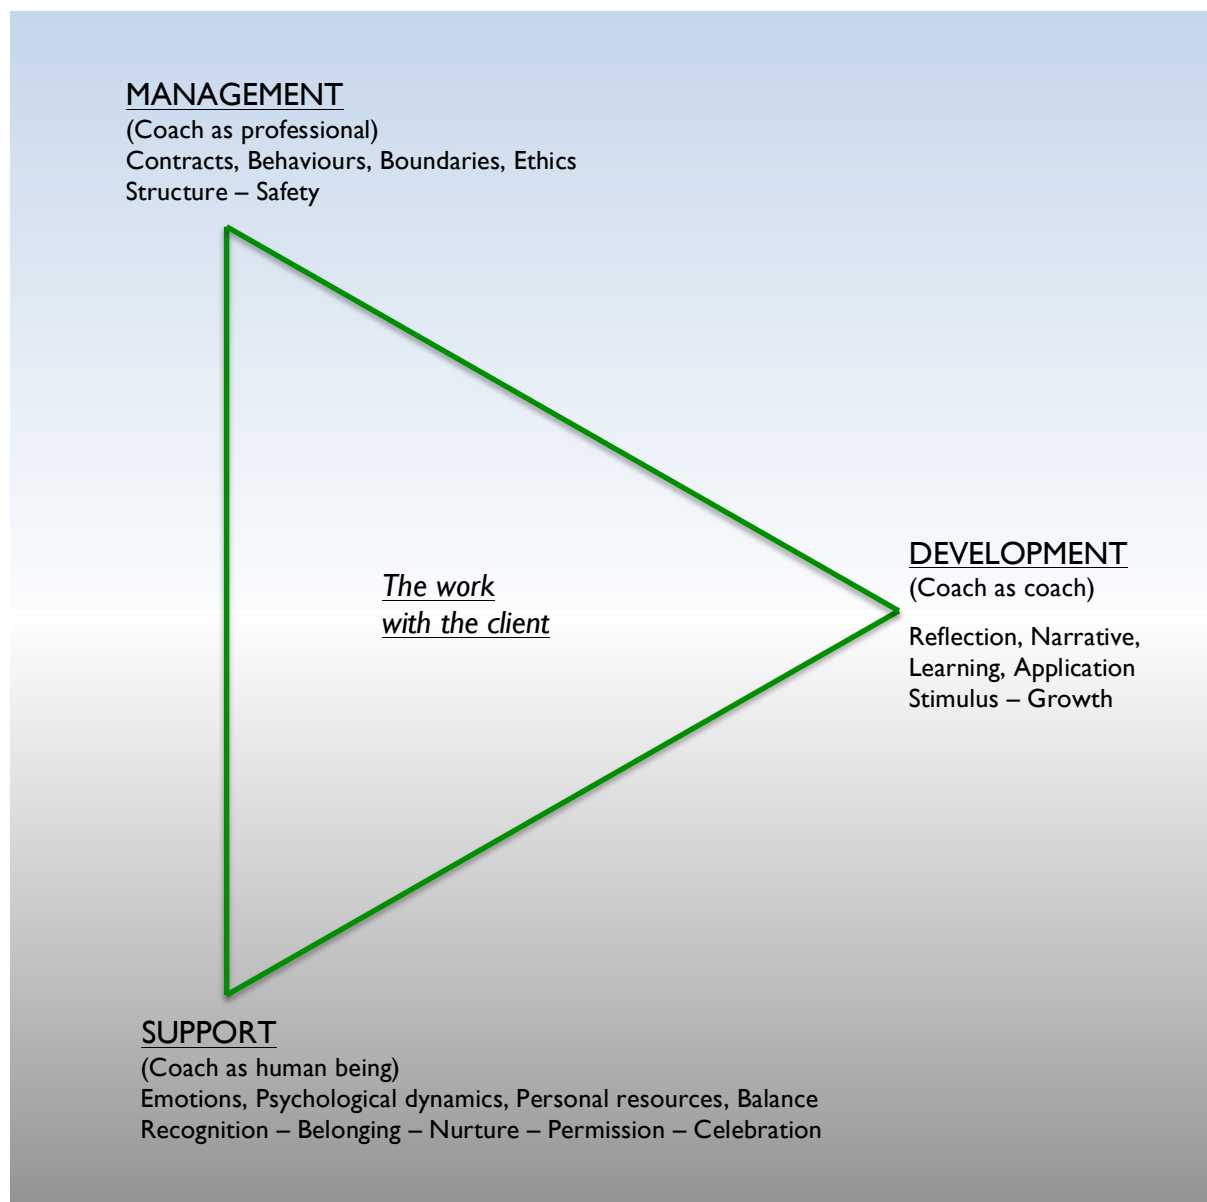 MANAGEMENT
(Coach as professional)
Contracts, Behaviours, Boundaries, Ethics
Structure – Safety
DEVELOPMENT
(Coach as coach)
Reflection, Narrative,
Learning, Application
Stimulus – Growth
The work
with the client
SUPPORT
(Coach as human being)
Emotions, Psychological dynamics, Personal resources, Balance
Recognition – Belonging – Nurture – Permission – Celebration